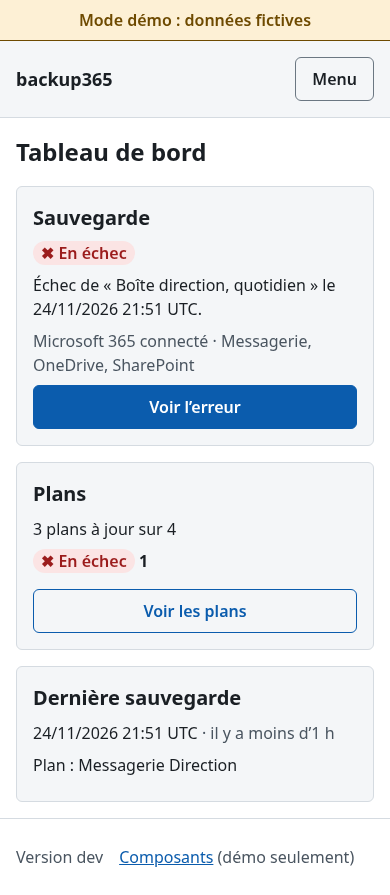 Mode démo : données fictives
backup365
Menu
Tableau de bord
Sauvegarde
✖ En échec
Échec de « Boîte direction, quotidien » le
24/11/2026 21:51 UTC.
Microsoft 365 connecté · Messagerie,
OneDrive, SharePoint
Voir l’erreur
Plans
3 plans à jour sur 4
✖ En échec 1
Voir les plans
Dernière sauvegarde
24/11/2026 21:51 UTC · il y a moins d’1 h
Plan : Messagerie Direction
Version dev Composants (démo seulement)